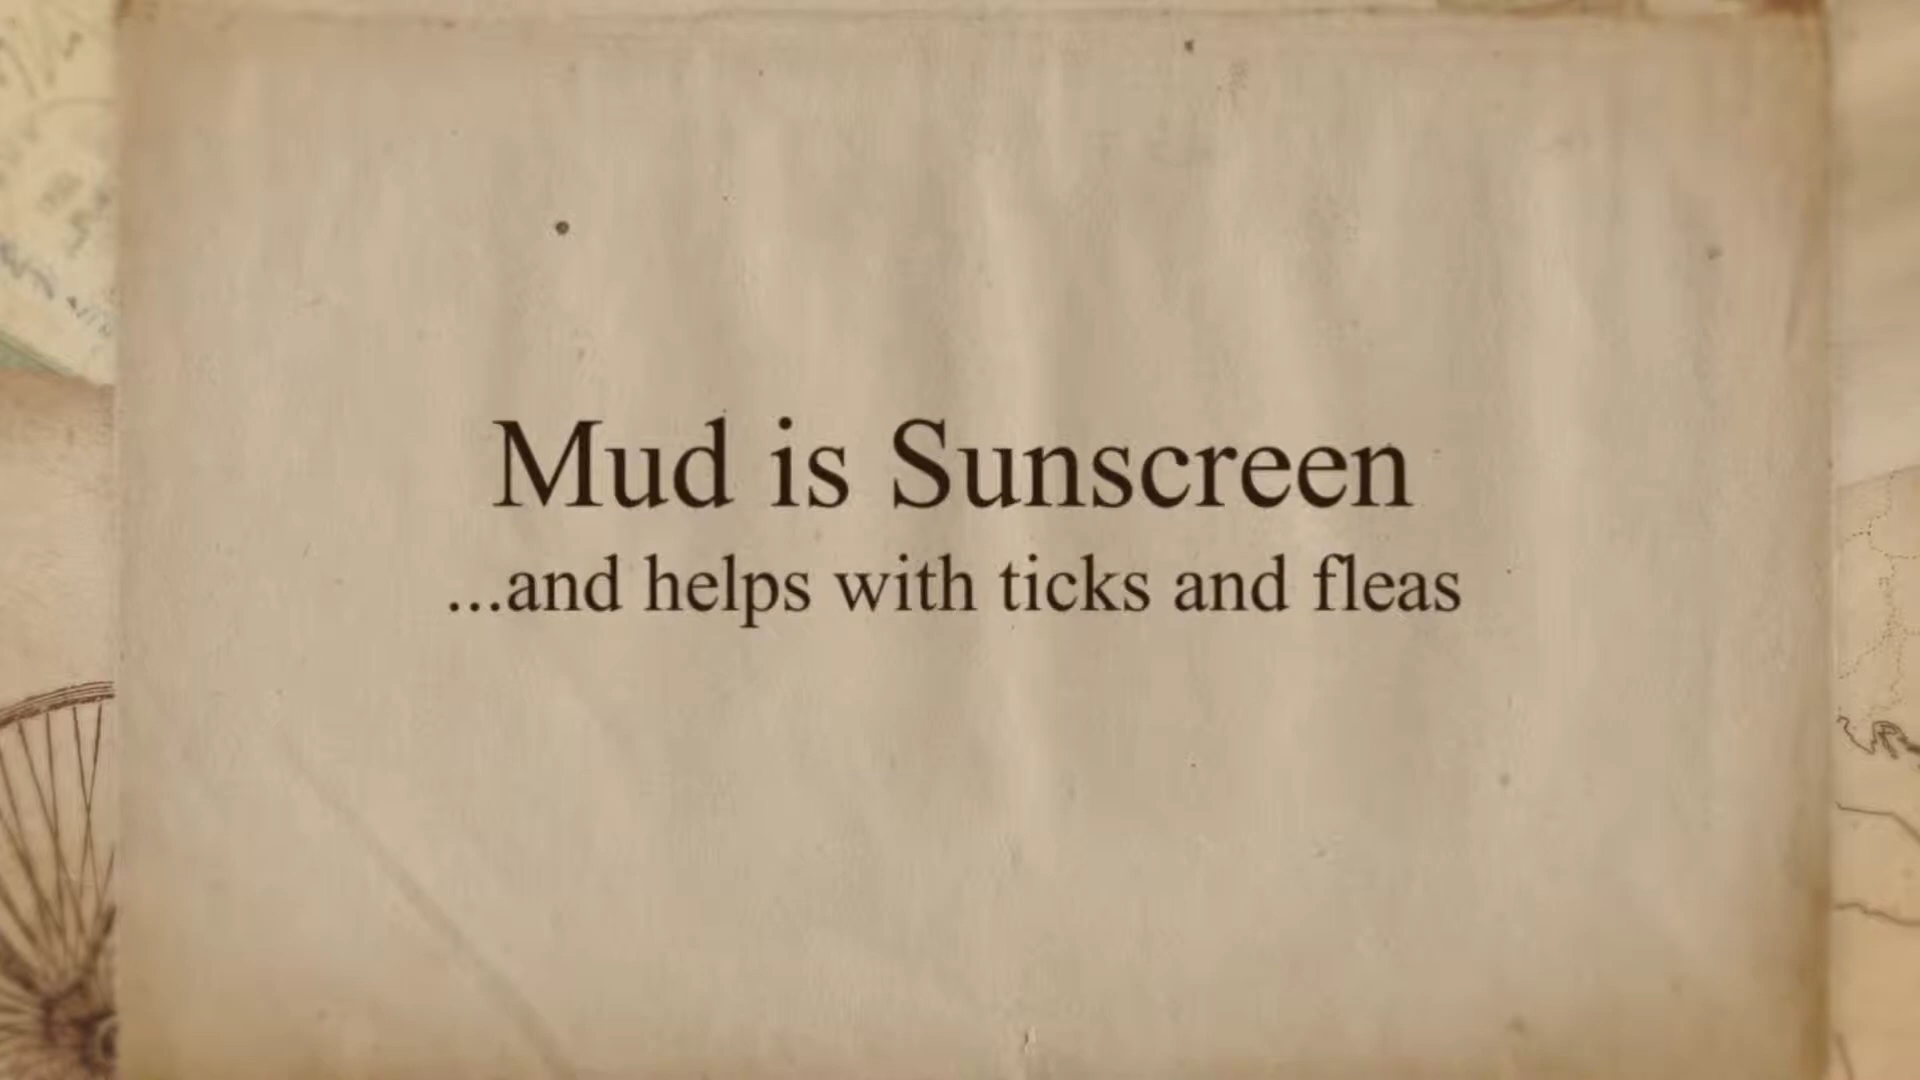 Mud is Sunscreen
...and helps with ticks and fleas